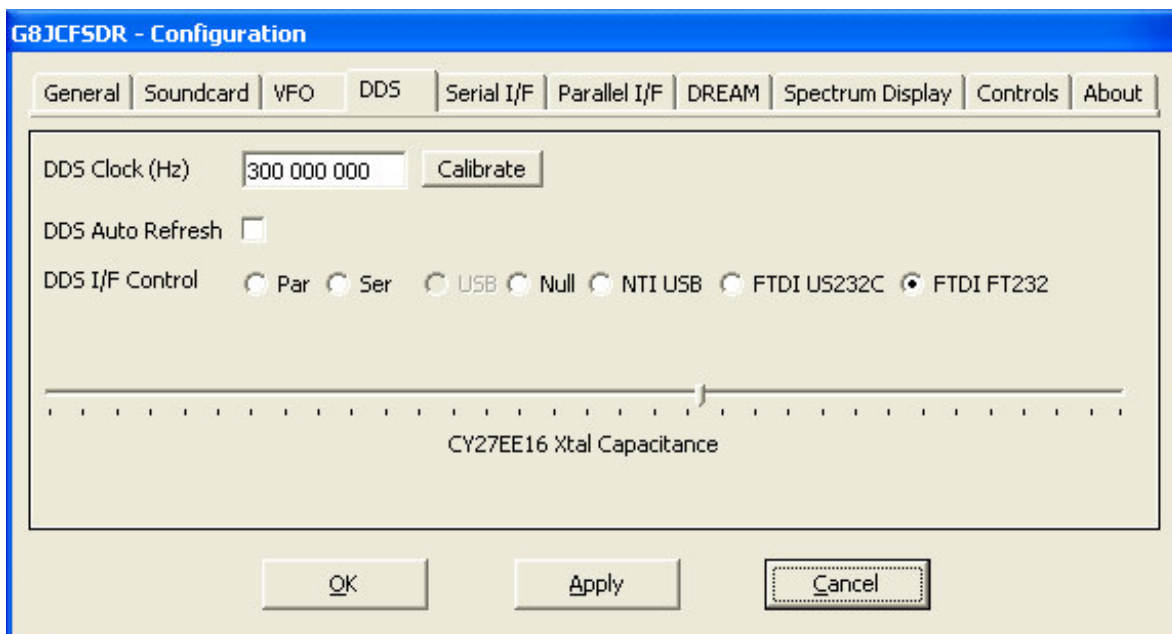 G8JCFSDR - Configuration
General Soundcard VFO DDS Serial I/F Parallel I/F DREAM Spectrum Display Controls About
DDS Clock (Hz) 300 000 000 Calibrate
DDS Auto Refresh
DDS I/F Control Par Ser USB Null NTI USB FTDI US232C FTDI FT232
CY27EE16 Xtal Capacitance
OK Apply Cancel